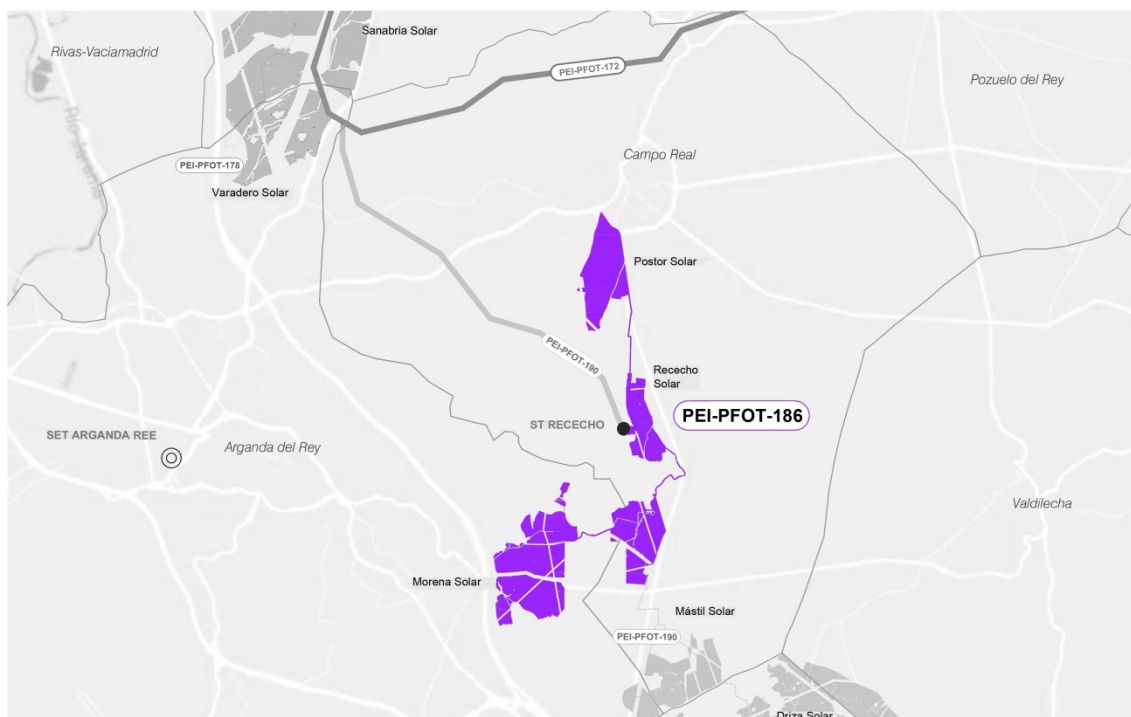 Sanabria Solar
Rivas-Vaciamadrid
PEI-PFOT-172
Pozuelo del Rey
Río Jarama
Campo Real
PEI-PFOT-178
Varadero Solar
Postor Solar
PEI-PFOT-190
Rececho
Solar
PEI-PFOT-186
ST RECECHO
SET ARGANDA REE
Arganda del Rey
Valdilecha
Morena Solar
Mástil Solar
PEI-PFOT-190
Driza Solar